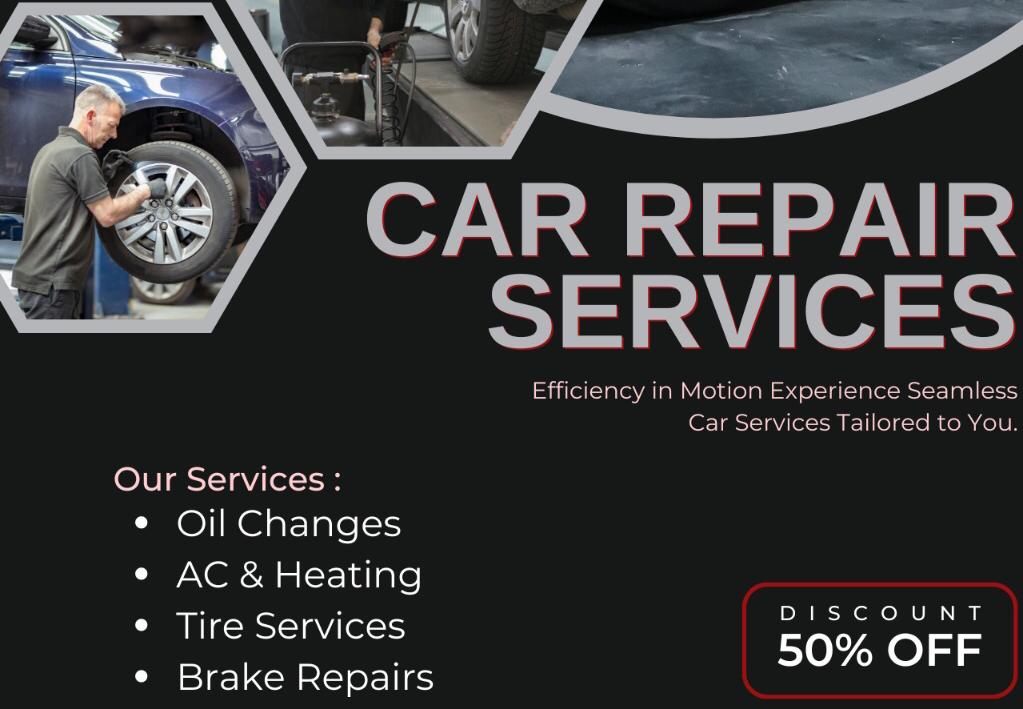 CAR REPAIR
SERVICES
Efficiency in Motion Experience Seamless
Car Services Tailored to You.
Our Services :
• Oil Changes
• AC & Heating
• Tire Services
• Brake Repairs
DISCOUNT
50% OFF